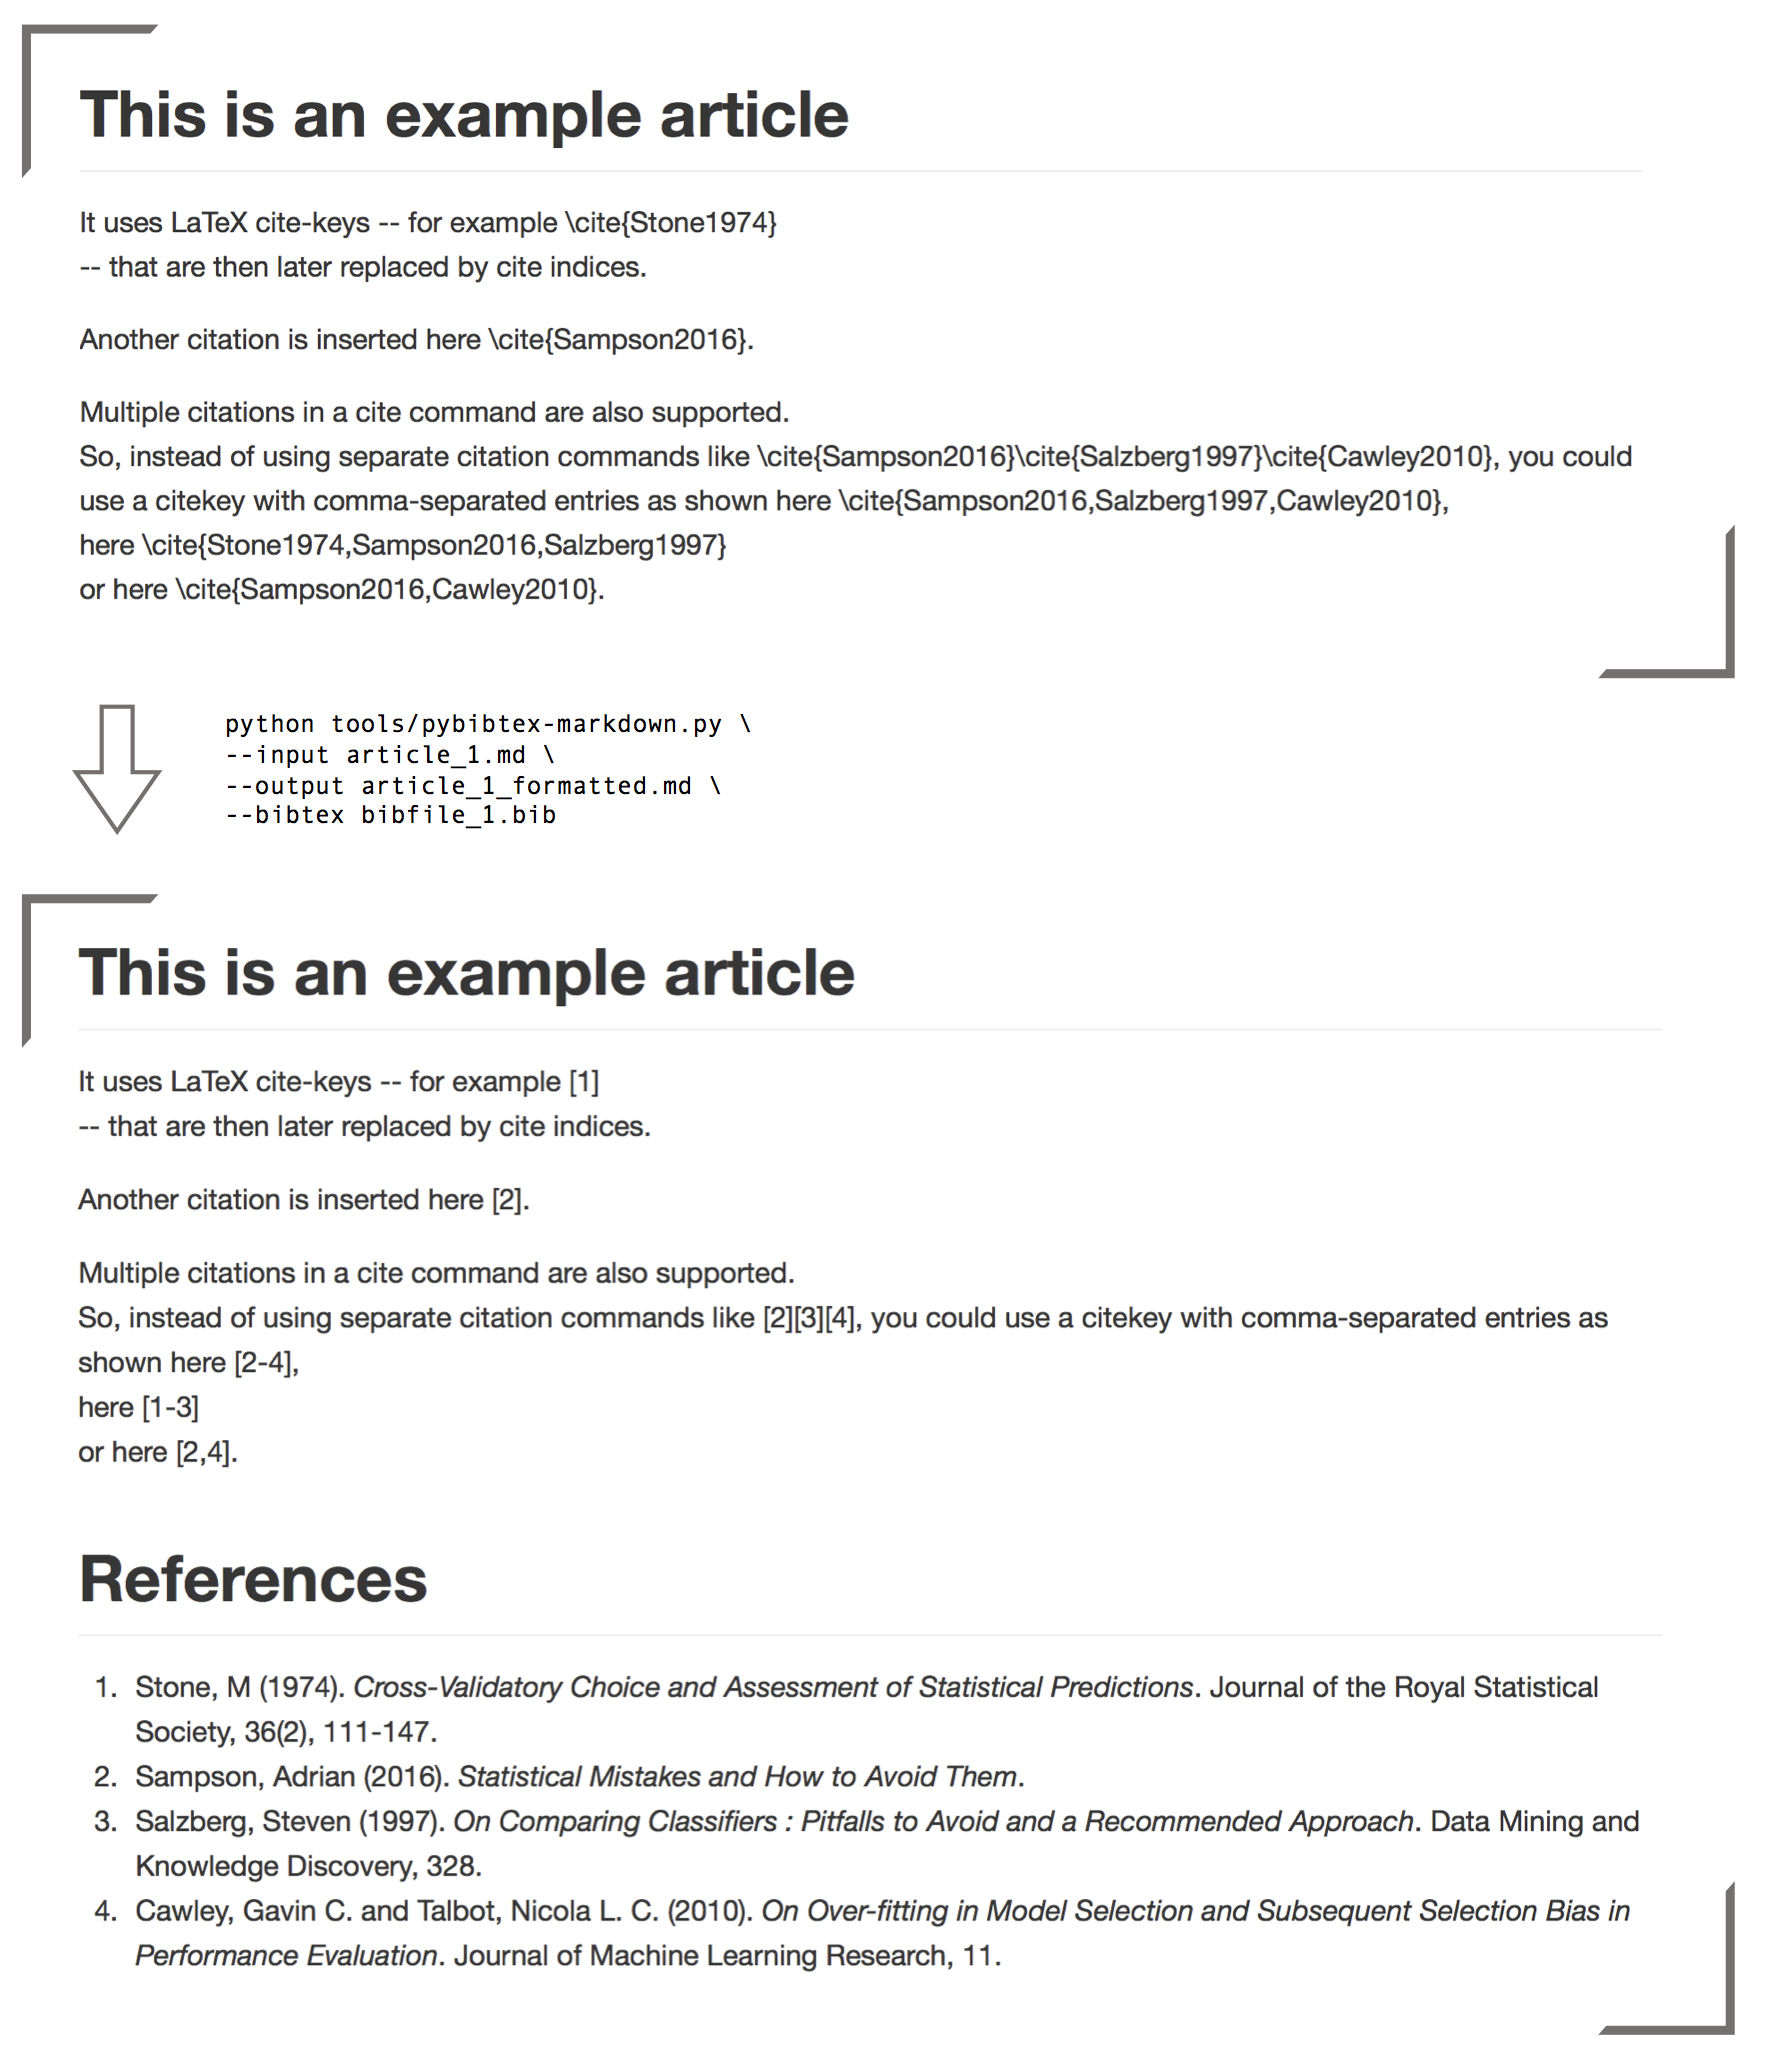 This is an example article
It uses LaTeX cite-keys -- for example \cite{Stone1974}
-- that are then later replaced by cite indices.
Another citation is inserted here \cite{Sampson2016}.
Multiple citations in a cite command are also supported.
So, instead of using separate citation commands like \cite{Sampson2016}\cite{Salzberg1997}\cite{Cawley2010}, you could
use a citekey with comma-separated entries as shown here \cite{Sampson2016,Salzberg1997,Cawley2010},
here \cite{Stone1974,Sampson2016,Salzberg1997}
or here \cite{Sampson2016,Cawley2010}.
python tools/pybibtex-markdown.py \
--input article_1.md \
--output article_1_formatted.md \
--bibtex bibfile_1.bib
This is an example article
It uses LaTeX cite-keys -- for example [1]
-- that are then later replaced by cite indices.
Another citation is inserted here [2].
Multiple citations in a cite command are also supported.
So, instead of using separate citation commands like [2][3][4], you could use a citekey with comma-separated entries as
shown here [2-4],
here [1-3]
or here [2,4].
References
1. Stone, M (1974). Cross-Validatory Choice and Assessment of Statistical Predictions. Journal of the Royal Statistical
Society, 36(2), 111-147.
2. Sampson, Adrian (2016). Statistical Mistakes and How to Avoid Them.
3. Salzberg, Steven (1997). On Comparing Classifiers : Pitfalls to Avoid and a Recommended Approach. Data Mining and
Knowledge Discovery, 328.
4. Cawley, Gavin C. and Talbot, Nicola L. C. (2010). On Over-fitting in Model Selection and Subsequent Selection Bias in
Performance Evaluation. Journal of Machine Learning Research, 11.